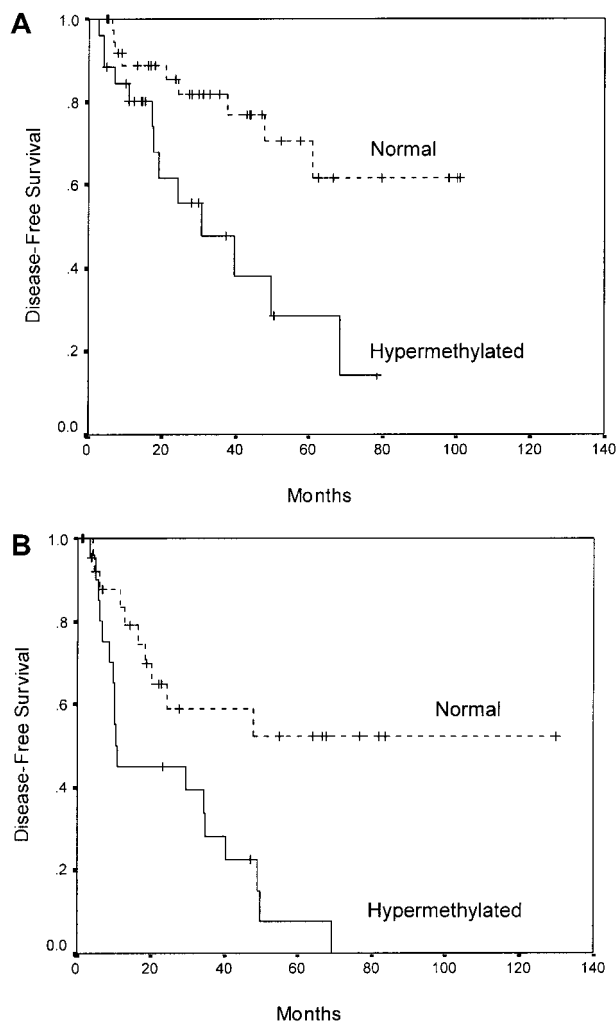 A
1.0
.8
.6
.4
.2
0.0
Disease-Free Survival
Normal
Hypermethylated
0 20 40 60 80 100 120 140
Months
B
1.0
.8
.6
.4
.2
0.0
Disease-Free Survival
Normal
Hypermethylated
0 20 40 60 80 100 120 140
Months